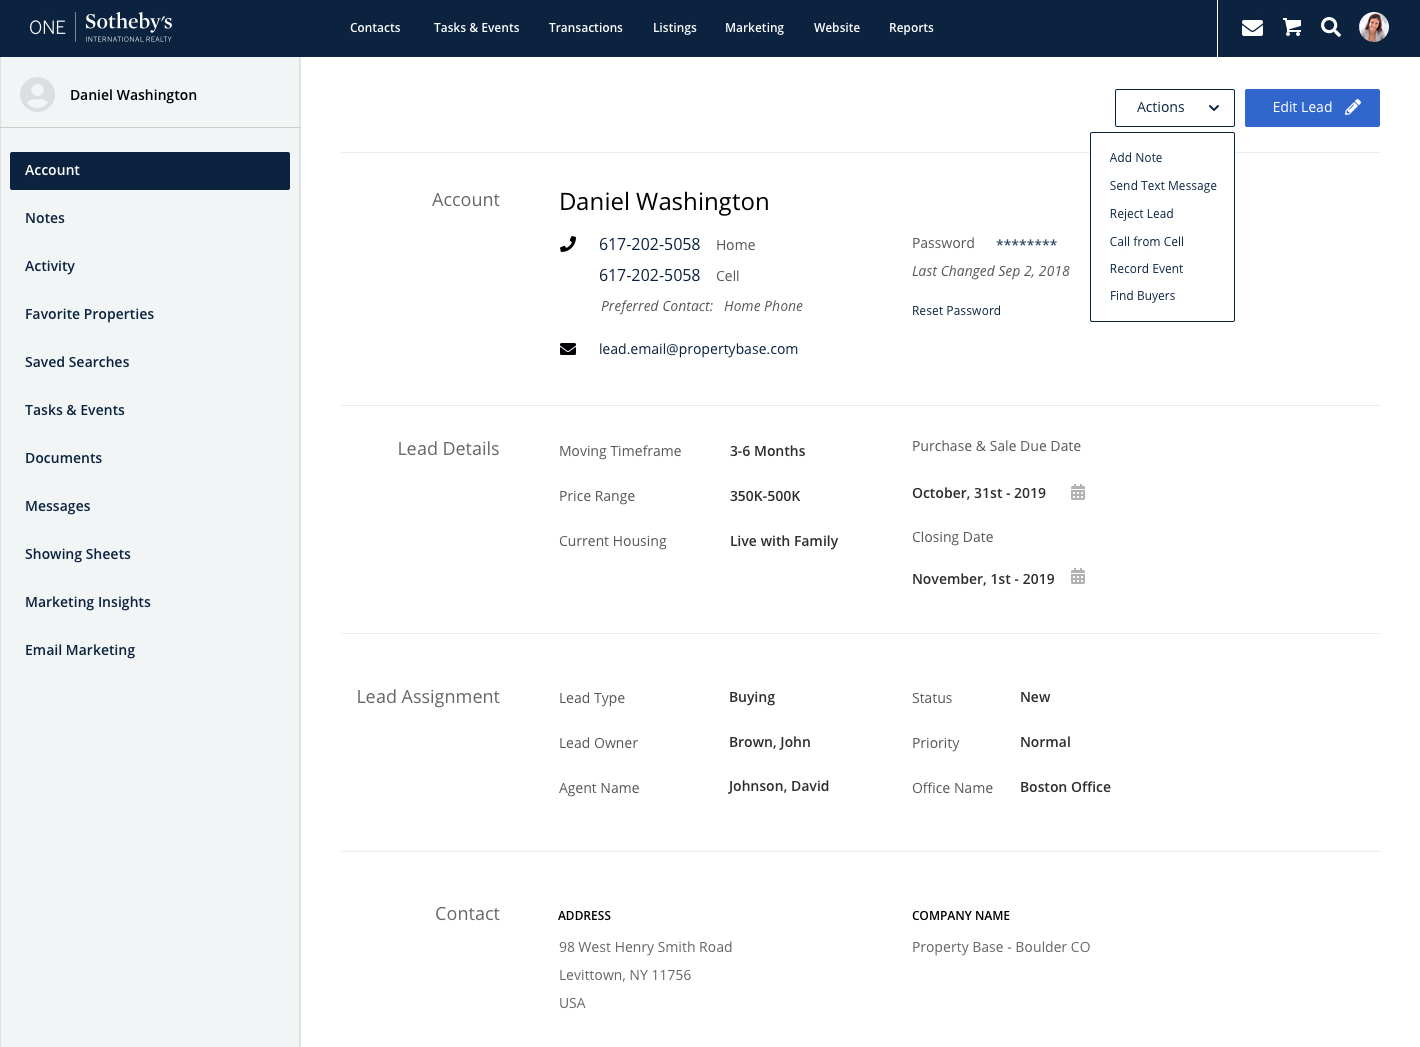 ONE Sotheby's
INTERNATIONAL REALTY
Contacts Tasks & Events Transactions Listings Marketing Website Reports
Daniel Washington
Account
Notes
Activity
Favorite Properties
Saved Searches
Tasks & Events
Documents
Messages
Showing Sheets
Marketing Insights
Email Marketing
Actions
Edit Lead
Add Note
Send Text Message
Reject Lead
Call from Cell
Record Event
Find Buyers
Account
Daniel Washington
617-202-5058 Home
617-202-5058 Cell
Preferred Contact: Home Phone
lead.email@propertybase.com
Password ********
Last Changed Sep 2, 2018
Reset Password
Lead Details
Moving Timeframe 3-6 Months
Price Range 350K-500K
Current Housing Live with Family
Purchase & Sale Due Date
October, 31st - 2019
Closing Date
November, 1st - 2019
Lead Assignment
Lead Type Buying
Lead Owner Brown, John
Agent Name Johnson, David
Status New
Priority Normal
Office Name Boston Office
Contact
ADDRESS
98 West Henry Smith Road
Levittown, NY 11756
USA
COMPANY NAME
Property Base - Boulder CO